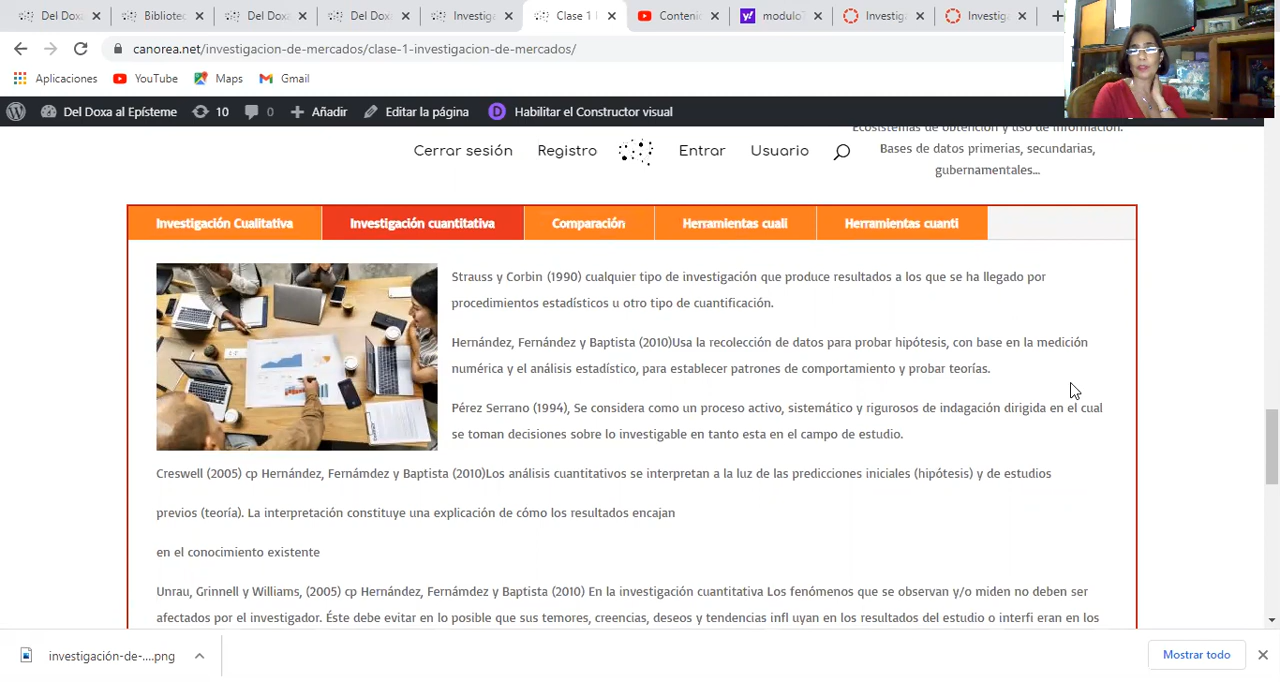 Del Doxa
Bibliotec
Del Doxa
Del Doxa
Investiga
Clase 1
Conteni
moduloT
Investig
Investig
canorea.net/investigacion-de-mercados/clase-1-investigacion-de-mercados/
Aplicaciones YouTube Maps Gmail
Del Doxa al Epísteme 10 0 Añadir Editar la página Habilitar el Constructor visual
Ecosistemas de obtención y uso de información.
Cerrar sesión Registro Entrar Usuario
Bases de datos primarias, secundarias,
gubernamentales...
Investigación Cualitativa Investigación cuantitativa Comparación Herramientas cuali Herramientas cuanti
Strauss y Corbin (1990) cualquier tipo de investigación que produce resultados a los que se ha llegado por
procedimientos estadísticos u otro tipo de cuantificación.
Hernández, Fernández y Baptista (2010)Usa la recolección de datos para probar hipótesis, con base en la medición
numérica y el análisis estadístico, para establecer patrones de comportamiento y probar teorías.
Pérez Serrano (1994), Se considera como un proceso activo, sistemático y rigurosos de indagación dirigida en el cual
se toman decisiones sobre lo investigable en tanto esta en el campo de estudio.
Creswell (2005) cp Hernández, Fernámdez y Baptista (2010)Los análisis cuantitativos se interpretan a la luz de las predicciones iniciales (hipótesis) y de estudios
previos (teoría). La interpretación constituye una explicación de cómo los resultados encajan
en el conocimiento existente
Unrau, Grinnell y Williams, (2005) cp Hernández, Fernámdez y Baptista (2010) En la investigación cuantitativa Los fenómenos que se observan y/o miden no deben ser
afectados por el investigador. Éste debe evitar en lo posible que sus temores, creencias, deseos y tendencias infl uyan en los resultados del estudio o interfi eran en los
investigación-de-....png
Mostrar todo